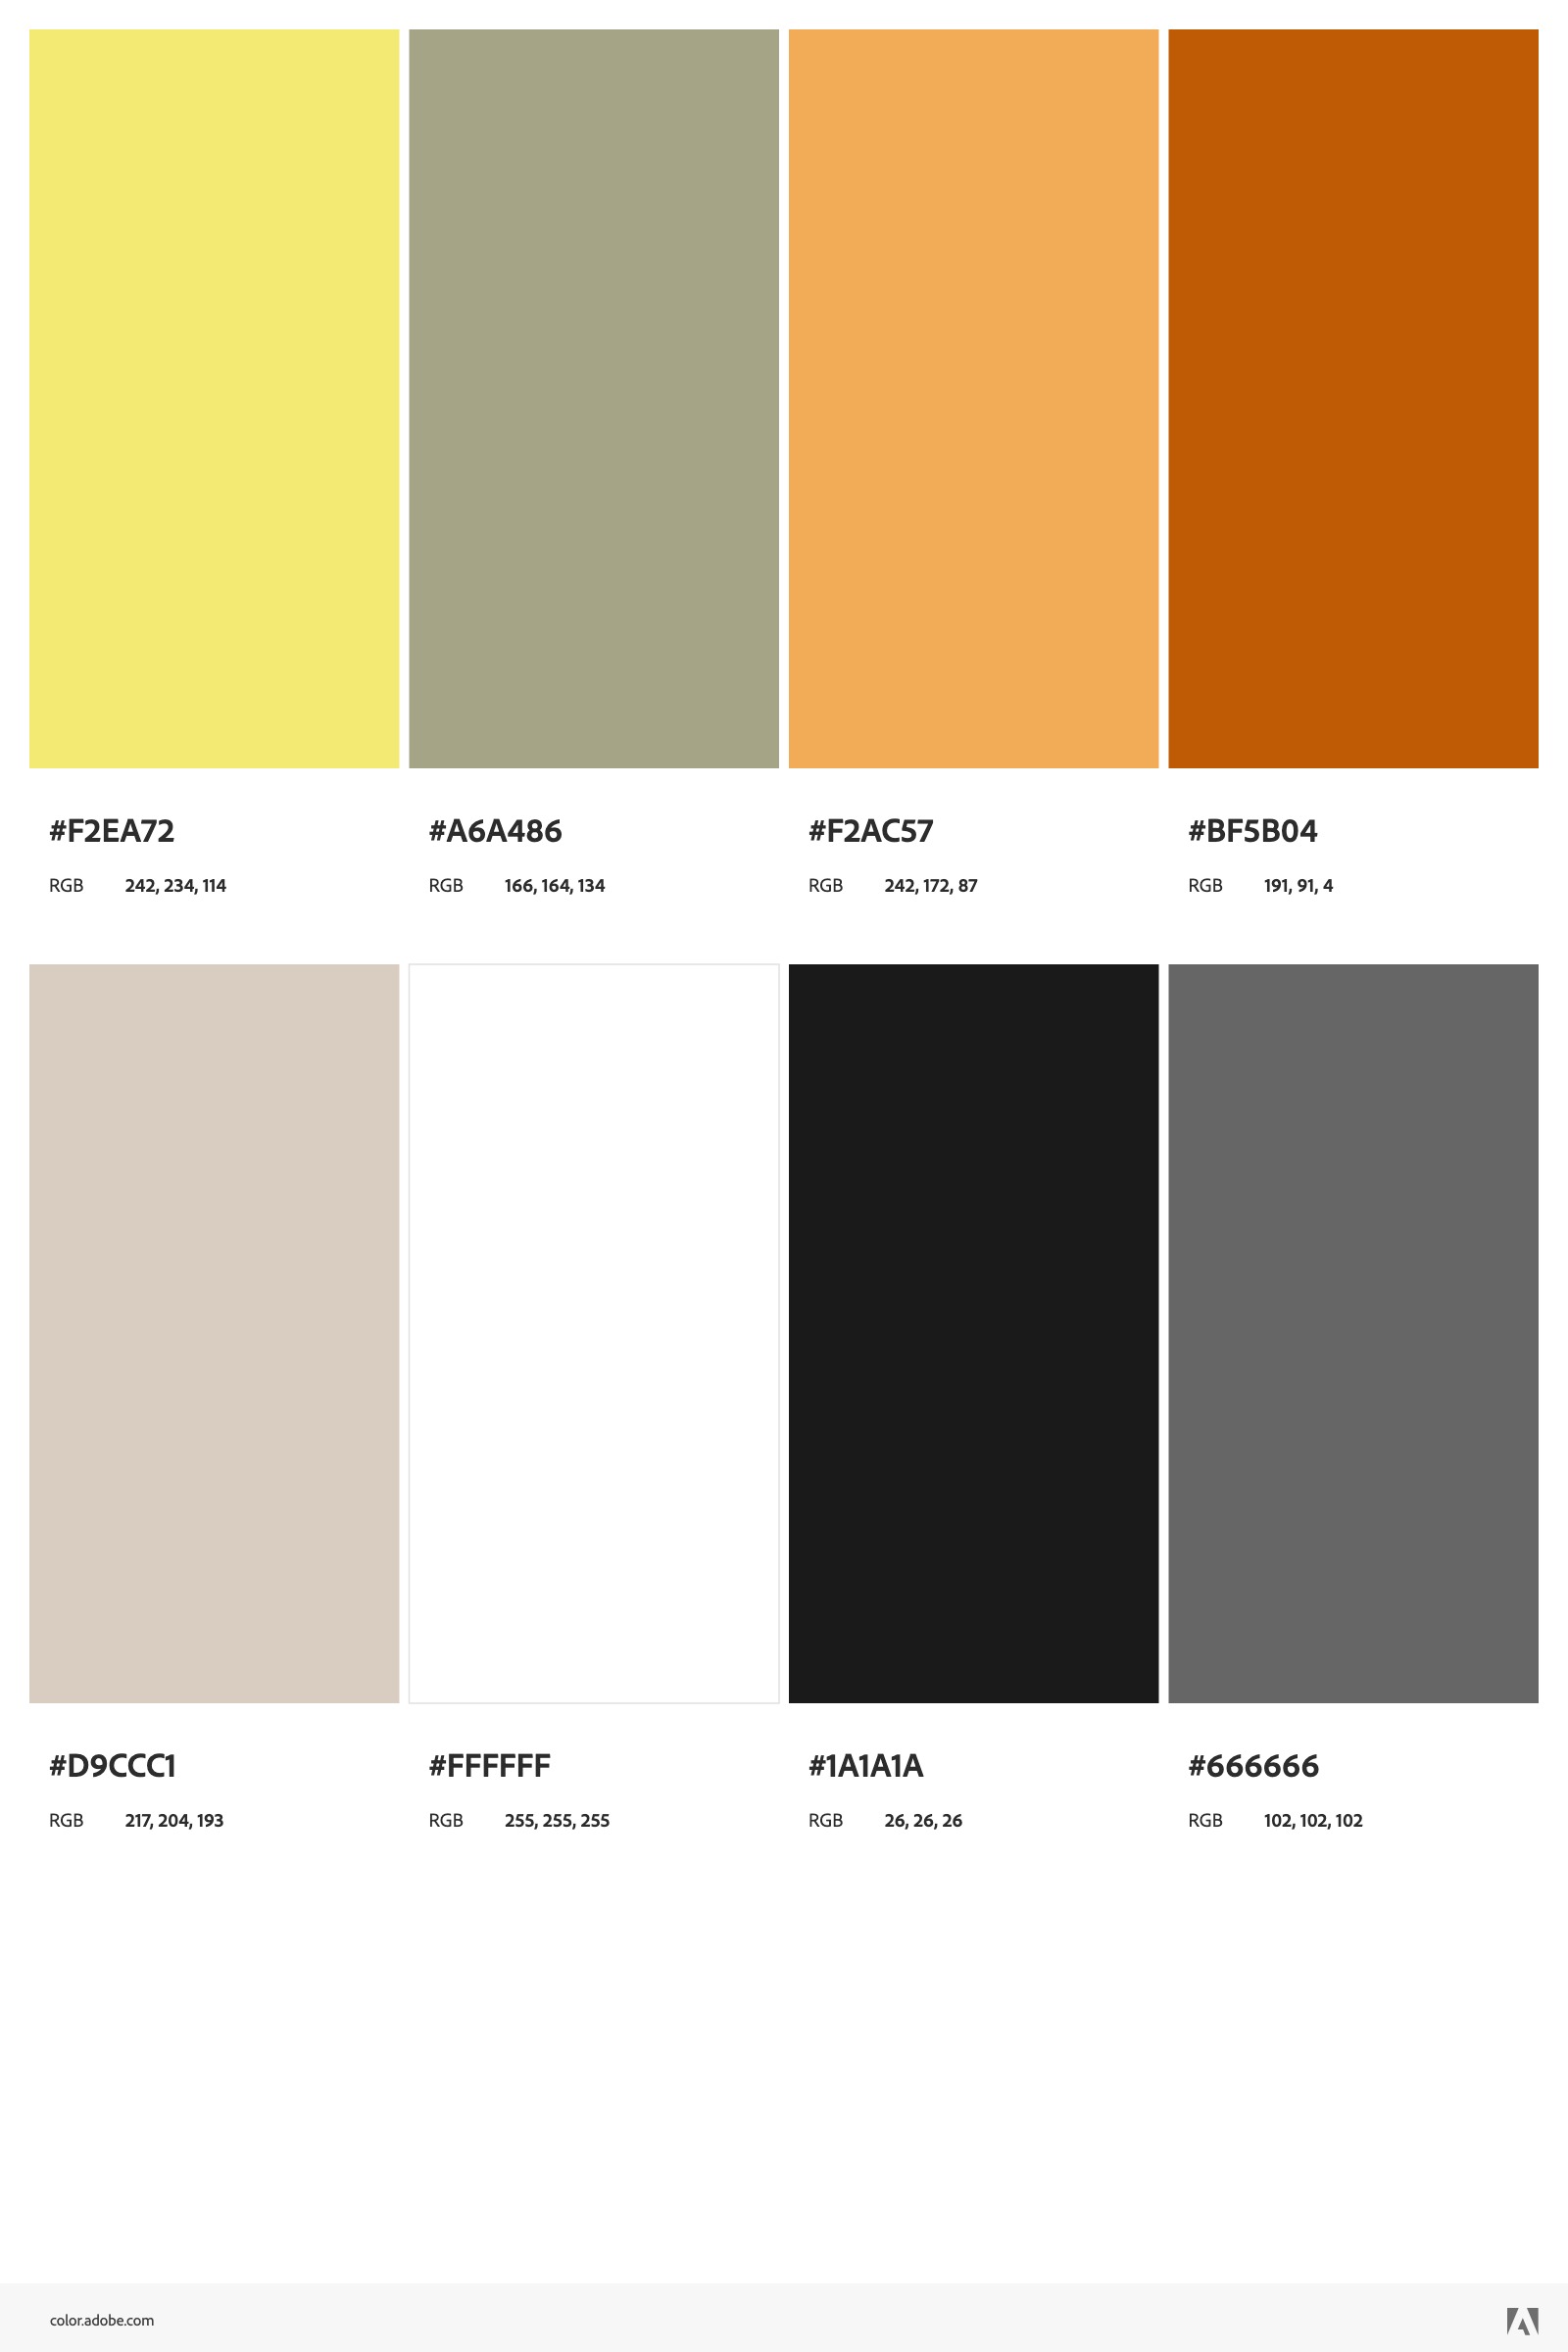 #F2EA72 #A6A486 #F2AC57 #BF5B04
RGB 242, 234, 114 RGB 166, 164, 134 RGB 242, 172, 87 RGB 191, 91, 4
#D9CCC1 #FFFFFF #1A1A1A #666666
RGB 217, 204, 193 RGB 255, 255, 255 RGB 26, 26, 26 RGB 102, 102, 102
color.adobe.com